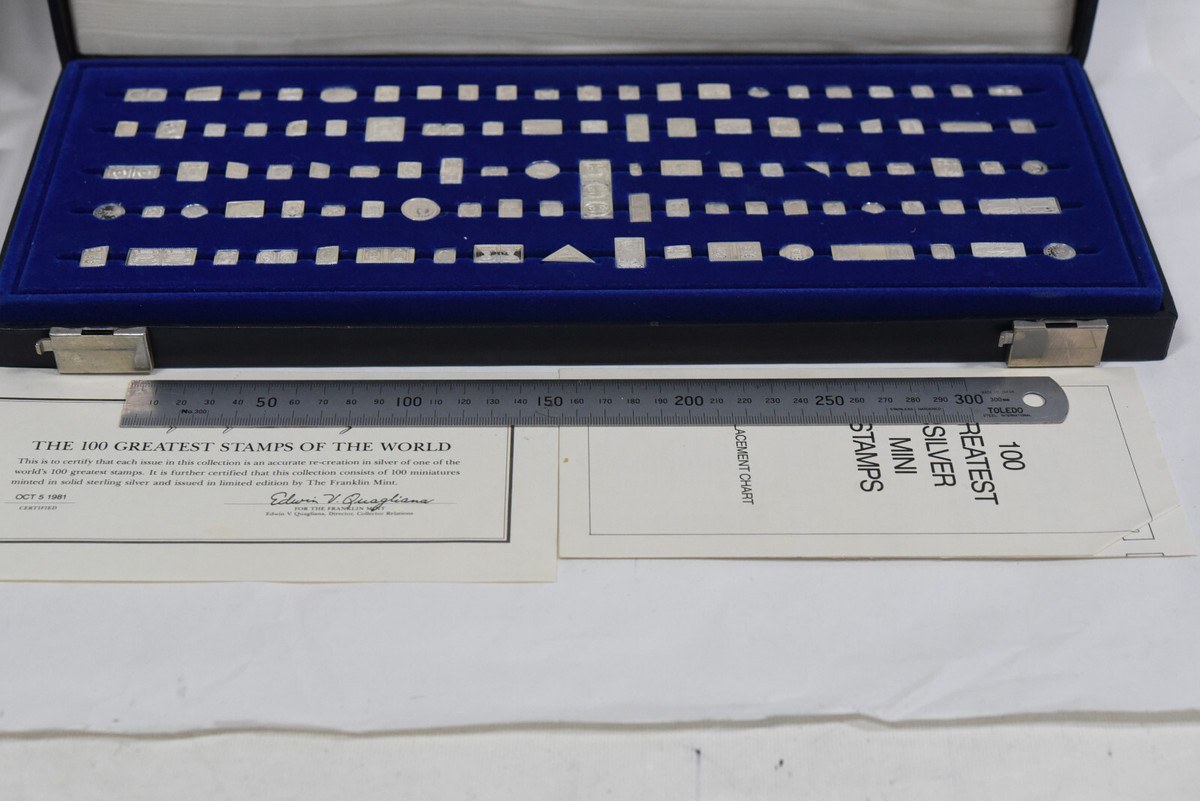 10 20 30 40 50 60 70 80 90 100 110 120 130 140 150 160 170 180 190 200 210 220 230 240 250 260 270 280 290 300 300mm
No.300
TOLEDO
THE 100 GREATEST STAMPS OF THE WORLD
This is to certify that each issue in this collection is an accurate re-creation in silver of one of the
world's 100 greatest stamps. It is further certified that this collection consists of 100 miniatures
minted in solid sterling silver and issued in limited edition by The Franklin Mint.
OCT 5 1981
CERTIFIED
Edwin V. Quagliana
FOR THE FRANKLIN MINT
Edwin V. Quagliana, Director, Collector Relations
100
REATEST
SILVER
MINI
STAMPS
LACEMENT CHART